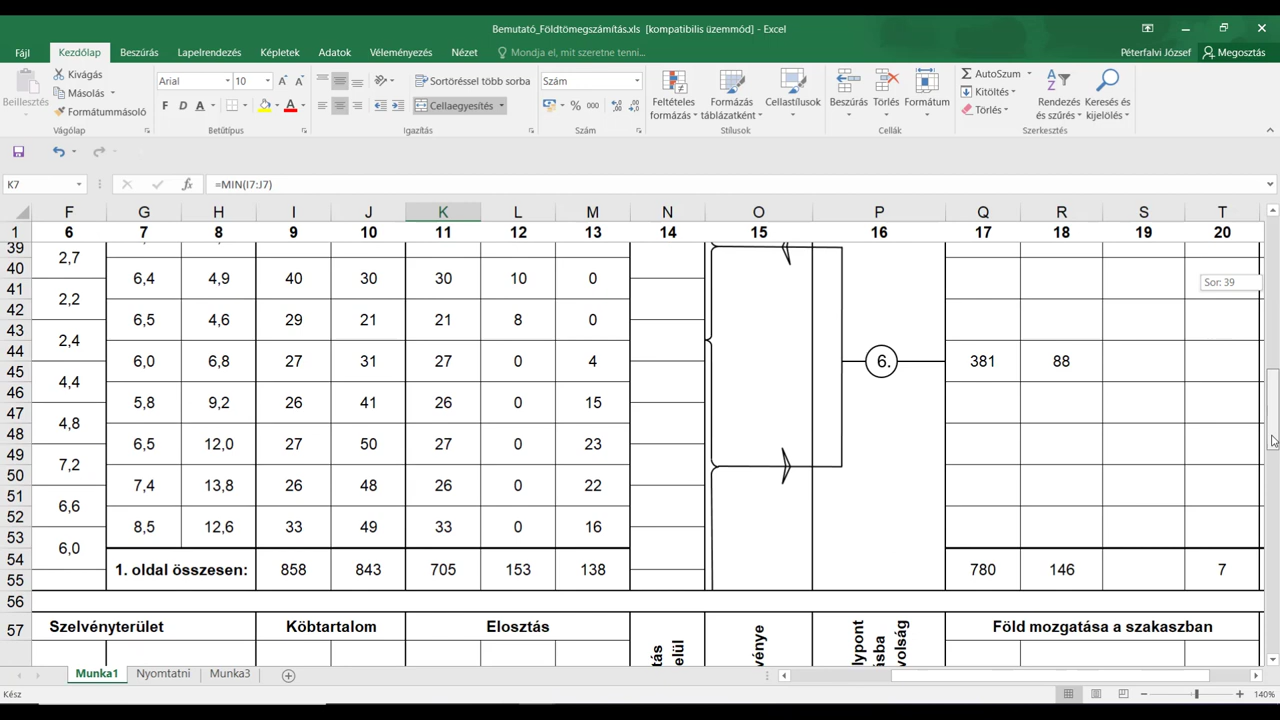 Bemutató_Földtömegszámítás.xls [kompatibilis üzemmód] - Excel
Fájl Kezdőlap Beszúrás Lapelrendezés Képletek Adatok Véleményezés Nézet Mondja el, mit szeretne tenni... Péterfalvi József Megosztás
Beillesztés Kivágás Másolás Formátummásoló Vágólap
Arial 10 F D A A Betűtípus
Sortöréssel több sorba Cellaegyesítés Igazítás
Szám % 000 Szám
Feltételes formázás Formázás táblázatként Cellastílusok Stílusok
Beszúrás Törlés Formátum Cellák
AutoSzum Kitöltés Törlés Rendezés és szűrés Keresés és kijelölés Szerkesztés
K7 fx =MIN(I7:J7)
F G H I J K L M N O P Q R S T
1 6 7 8 9 10 11 12 13 14 15 16 17 18 19 20
39
2,7
40
6,4 4,9 40 30 30 10 0 Sor: 39
41
2,2
42
6,5 4,6 29 21 21 8 0
43
2,4
44
6,0 6,8 27 31 27 0 4 6. 381 88
45
4,4
46
5,8 9,2 26 41 26 0 15
47
4,8
48
6,5 12,0 27 50 27 0 23
49
7,2
50
7,4 13,8 26 48 26 0 22
51
6,6
52
8,5 12,6 33 49 33 0 16
53
6,0
54
1. oldal összesen: 858 843 705 153 138 780 146 7
55
56
57 Szelvényterület Köbtartalom Elosztás Föld mozgatása a szakaszban
Munka1 Nyomtatni Munka3
Kész 140%